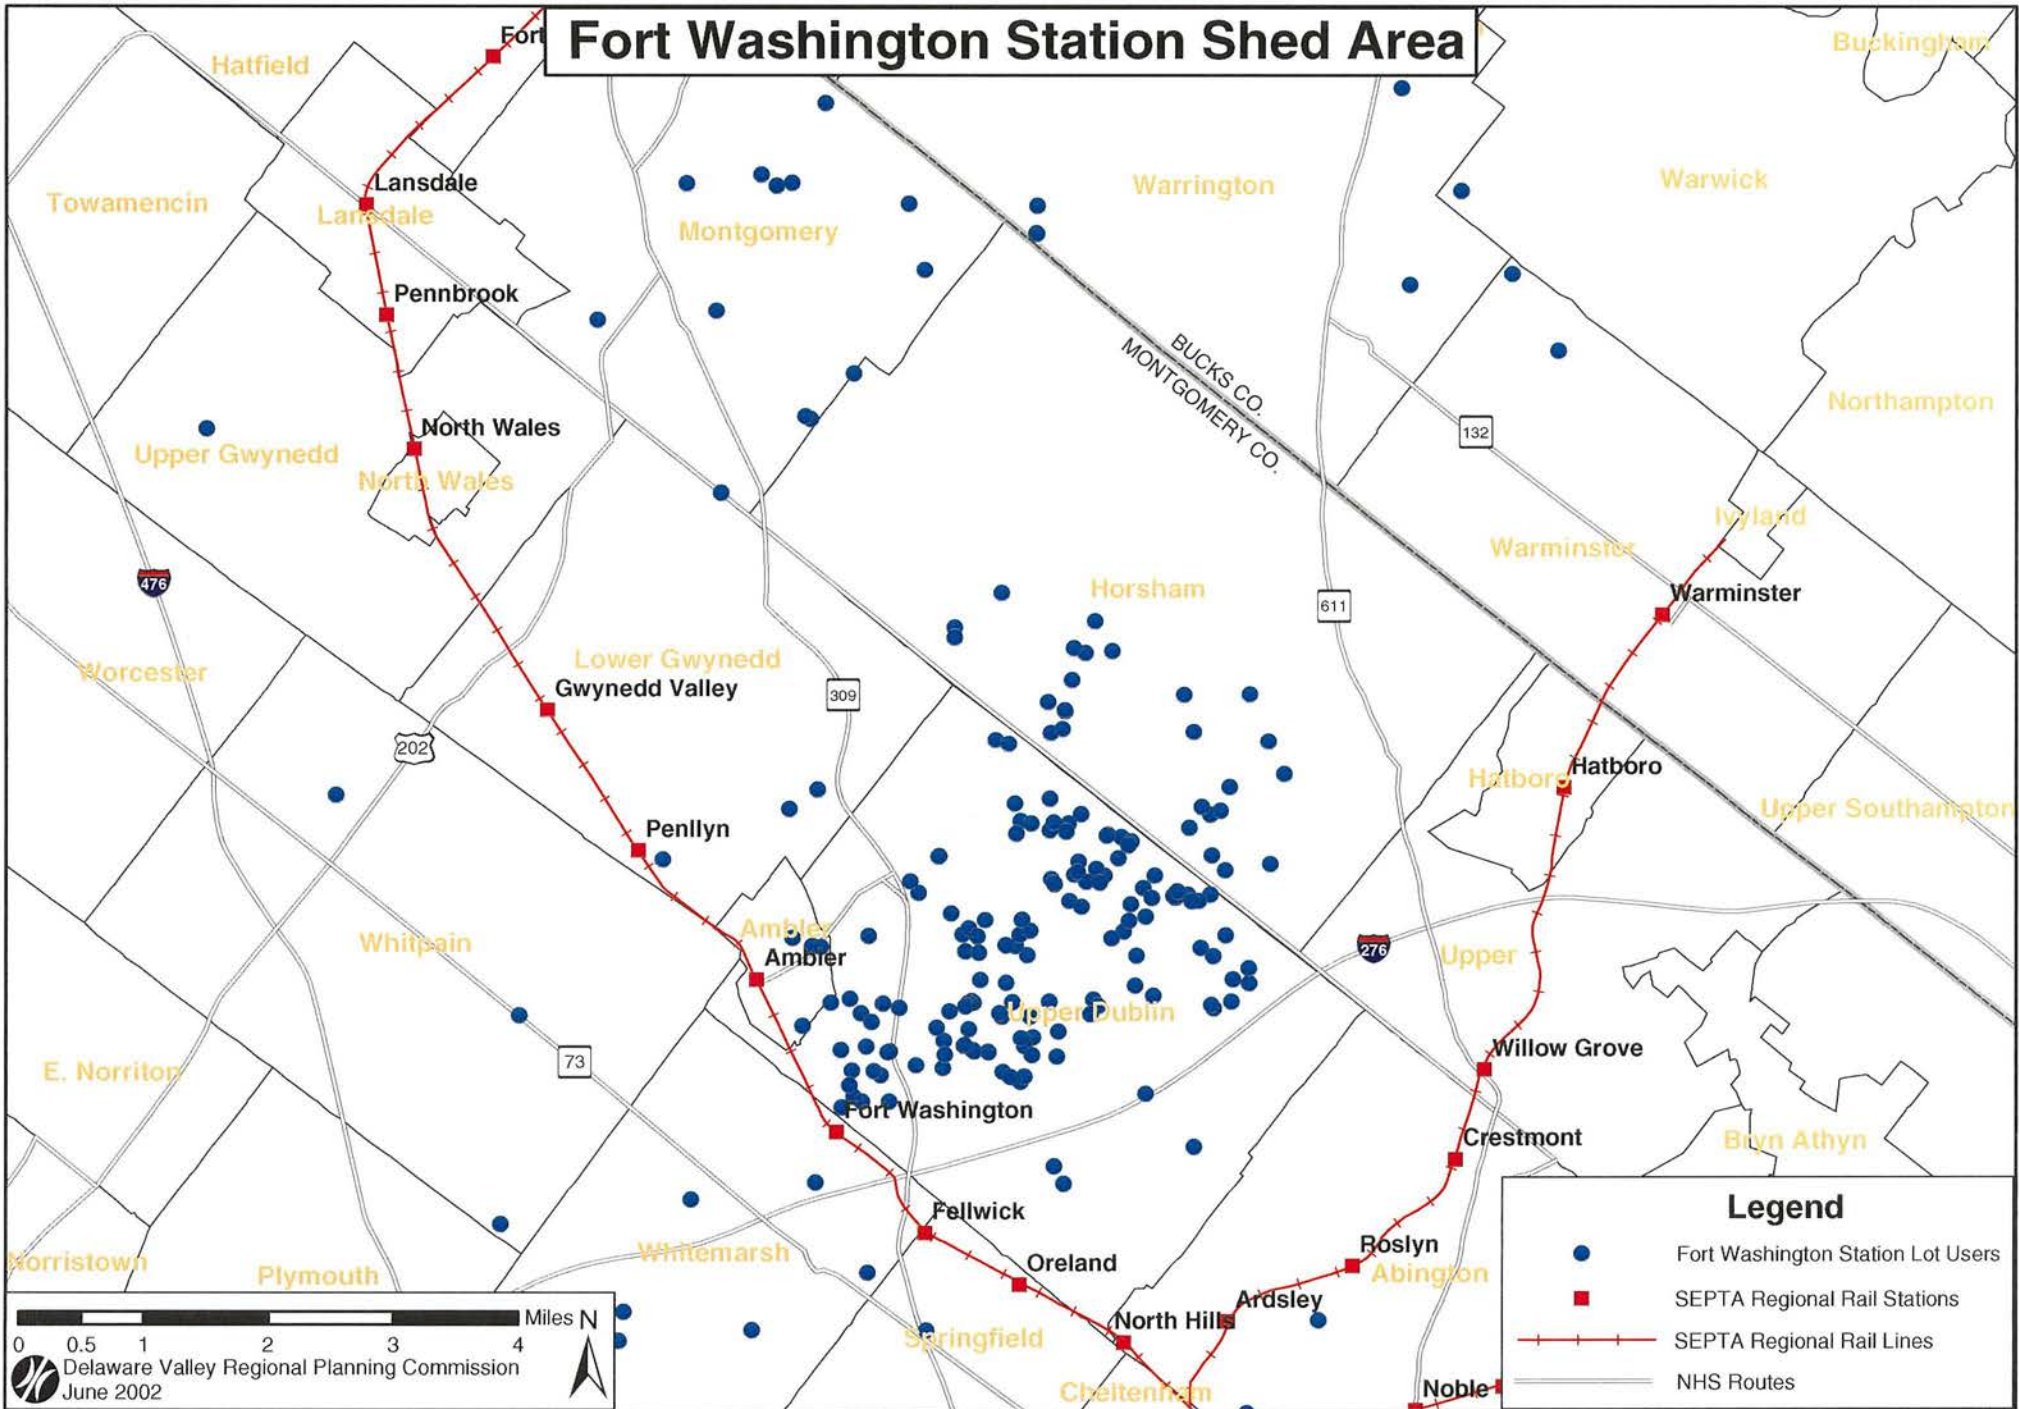 Fort Washington Station Shed Area
Fort
Hatfield
Buckingham
Lansdale
Towamencin
Lansdale
Warrington
Warwick
Montgomery
Pennbrook
BUCKS CO.
MONTGOMERY CO.
Northampton
North Wales
132
Upper Gwynedd
North Wales
Ivyland
Warminster
476
Horsham
Warminster
611
Lower Gwynedd
Worcester
Gwynedd Valley
309
202
Hatboro
Hatboro
Upper Southampton
Penllyn
Ambler
Whitpain
Ambler
276
Upper
Upper Dublin
Willow Grove
73
E. Norriton
Fort Washington
Crestmont
Bryn Athyn
Fellwick
Whitemarsh
Roslyn
Norristown
Plymouth
Oreland
Abington
Ardsley
North Hills
Springfield
Cheltenham
Noble
Legend
Fort Washington Station Lot Users
SEPTA Regional Rail Stations
SEPTA Regional Rail Lines
NHS Routes
Miles N
0 0.5 1 2 3 4
Delaware Valley Regional Planning Commission
June 2002